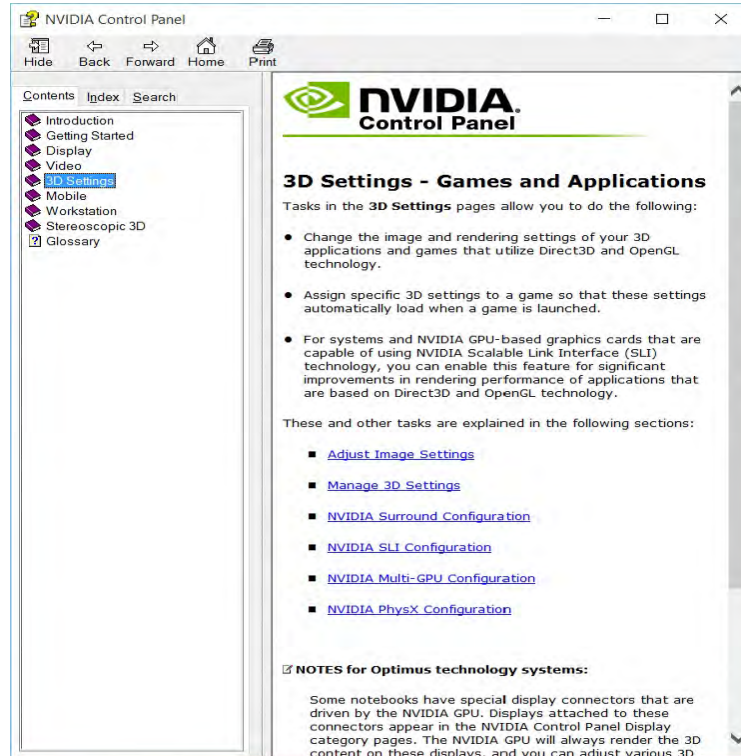 NVIDIA Control Panel
Hide Back Forward Home Print
Contents Index Search
Introduction
Getting Started
Display
Video
3D Settings
Mobile
Workstation
Stereoscopic 3D
Glossary
NVIDIA.
Control Panel
3D Settings - Games and Applications
Tasks in the 3D Settings pages allow you to do the following:
Change the image and rendering settings of your 3D
applications and games that utilize Direct3D and OpenGL
technology.
Assign specific 3D settings to a game so that these settings
automatically load when a game is launched.
For systems and NVIDIA GPU-based graphics cards that are
capable of using NVIDIA Scalable Link Interface (SLI)
technology, you can enable this feature for significant
improvements in rendering performance of applications that
are based on Direct3D and OpenGL technology.
These and other tasks are explained in the following sections:
Adjust Image Settings
Manage 3D Settings
NVIDIA Surround Configuration
NVIDIA SLI Configuration
NVIDIA Multi-GPU Configuration
NVIDIA PhysX Configuration
NOTES for Optimus technology systems:
Some notebooks have special display connectors that are
driven by the NVIDIA GPU. Displays attached to these
connectors appear in the NVIDIA Control Panel Display
category pages. The NVIDIA GPU will always render the 3D
content on these displays, and you can adjust various 3D